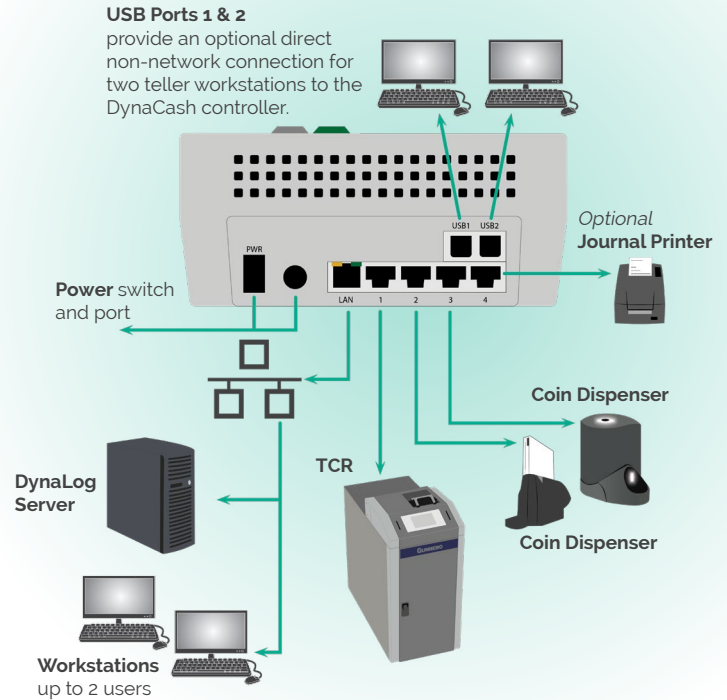 USB Ports 1 & 2
provide an optional direct
non-network connection for
two teller workstations to the
DynaCash controller.
USB1 USB2
Optional
Journal Printer
PWR
Power switch
and port
LAN 1 2 3 4
Coin Dispenser
TCR
DynaLog
Server
Coin Dispenser
GUNNEBO
Workstations
up to 2 users